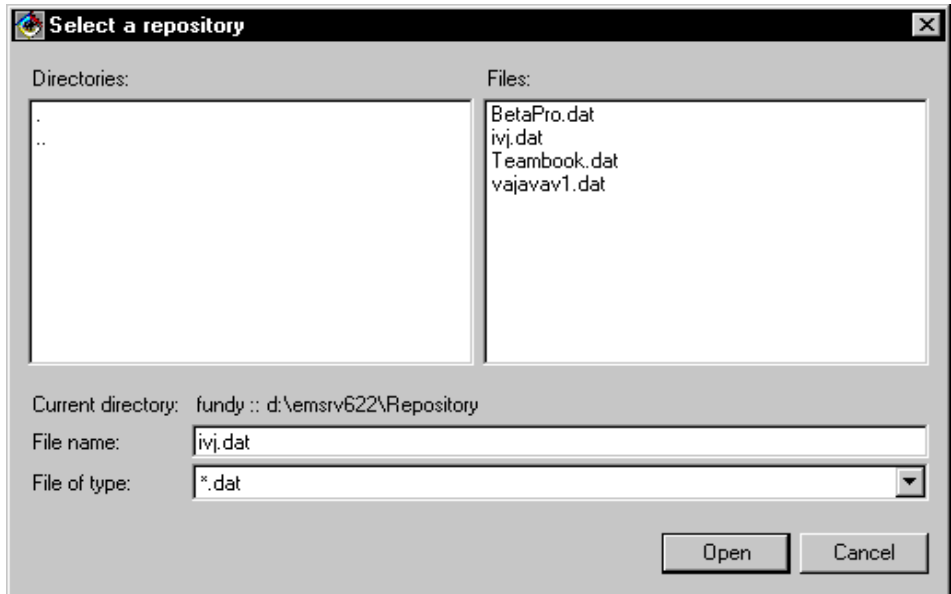 Select a repository
Directories:
.
..
Files:
BetaPro.dat
ivj.dat
Teambook.dat
vajavav1.dat
Current directory: fundy :: d:\emsrv622\Repository
File name: ivj.dat
File of type: *.dat
Open Cancel